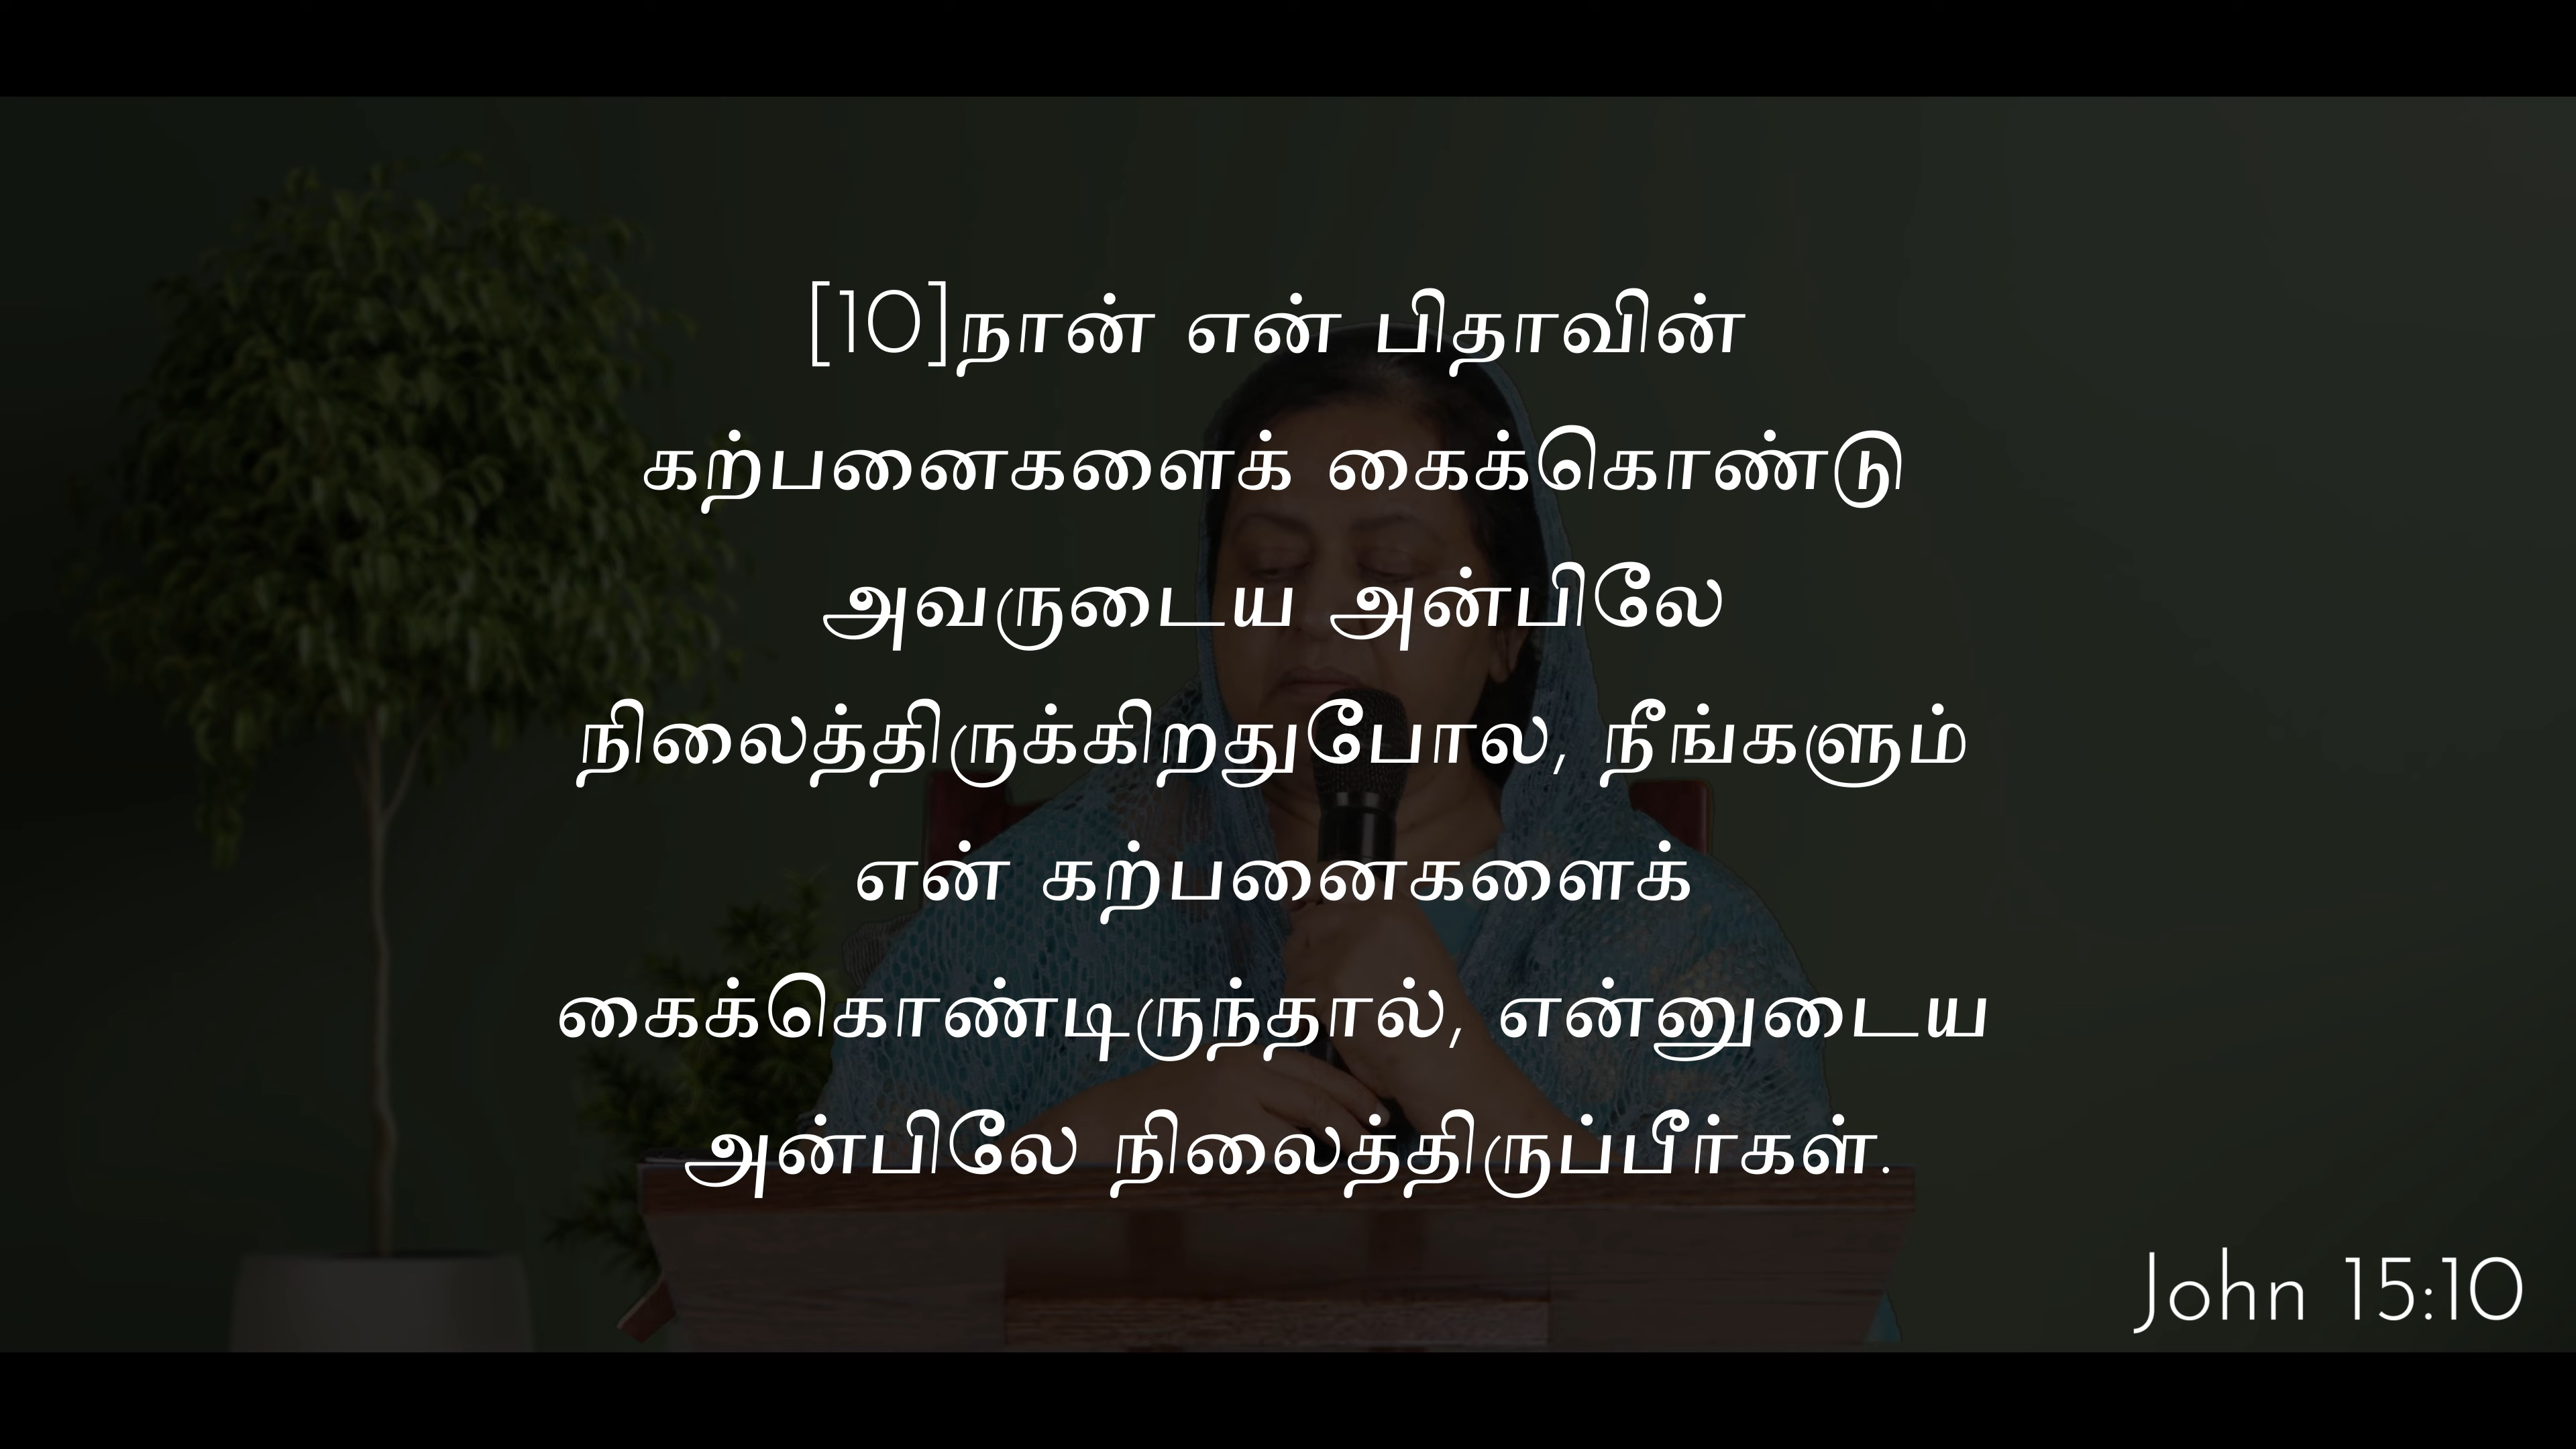 [10]நான் என் பிதாவின்
கற்பனைகளைக் கைக்கொண்டு
அவருடைய அன்பிலே
நிலைத்திருக்கிறதுபோல, நீங்களும்
என் கற்பனைகளைக்
கைக்கொண்டிருந்தால், என்னுடைய
அன்பிலே நிலைத்திருப்பீர்கள்.
John 15:10